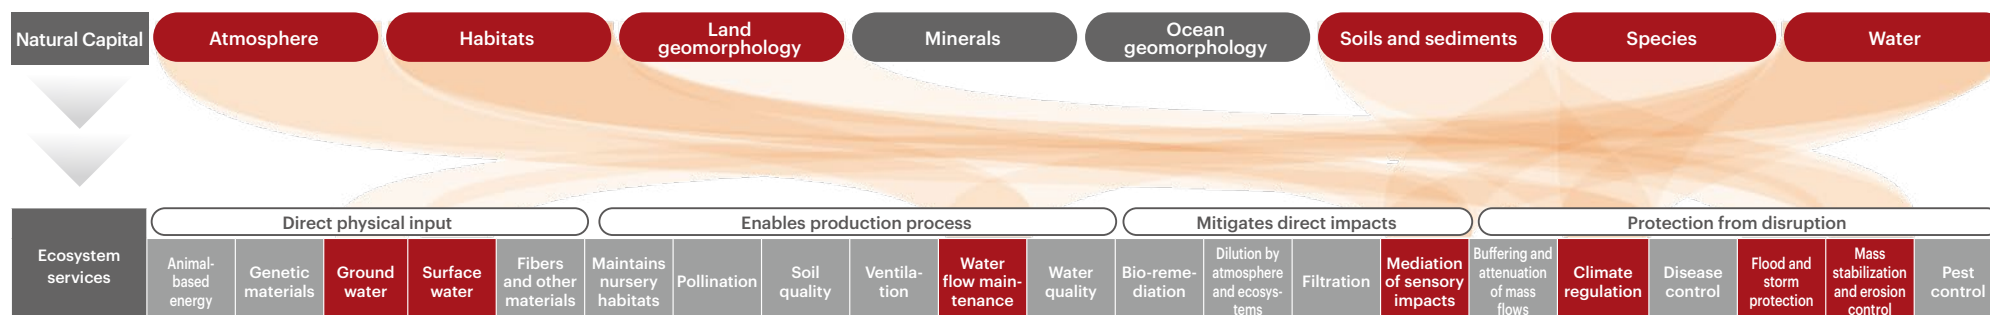 Natural Capital
Atmosphere
Habitats
Land
geomorphology
Minerals
Ocean
geomorphology
Soils and sediments
Species
Water
Direct physical input
Enables production process
Mitigates direct impacts
Protection from disruption
Ecosystem
services
Animal-
based
energy
Genetic
materials
Ground
water
Surface
water
Fibers
and other
materials
Maintains
nursery
habitats
Pollination
Soil
quality
Ventila-
tion
Water
flow main-
tenance
Water
quality
Bio-reme-
diation
Dilution by
atmosphere
and ecosys-
tems
Filtration
Mediation
of sensory
impacts
Buffering and
attenuation
of mass
flows
Climate
regulation
Disease
control
Flood and
storm
protection
Mass
stabilization
and erosion
control
Pest
control